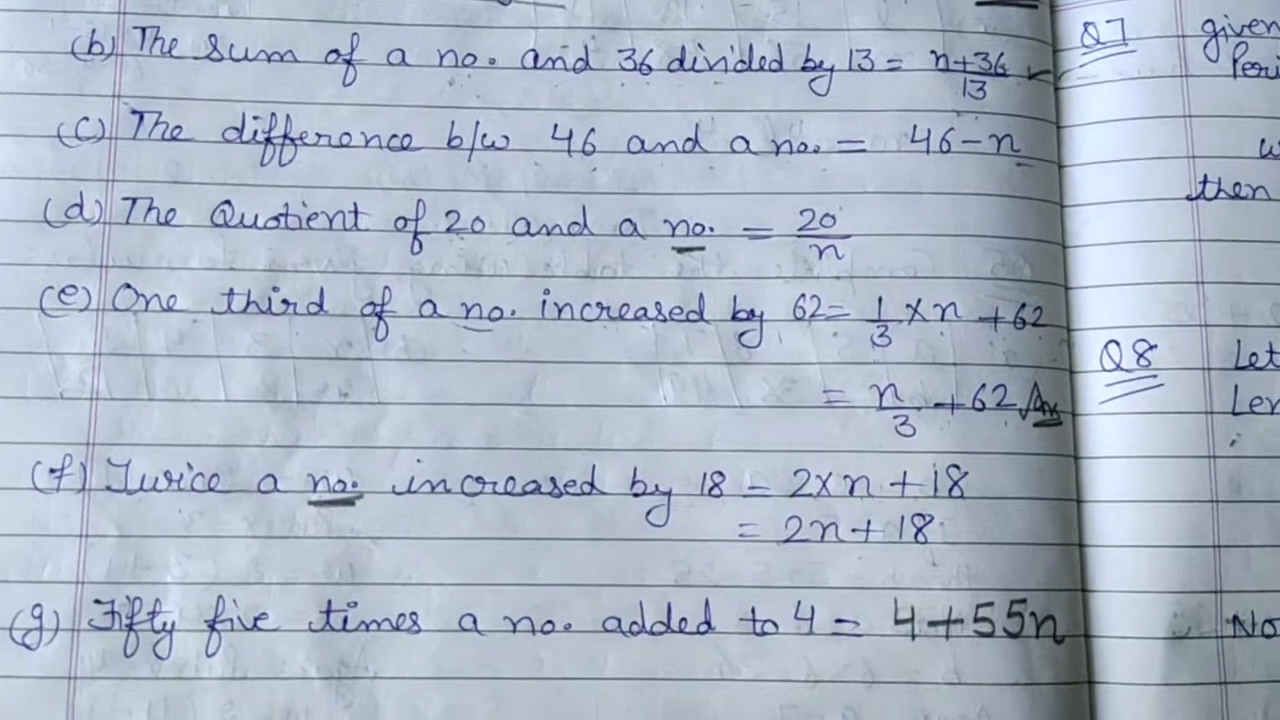 (b) The sum of a no. and 36 divided by 13 = n+36/13
(c) The difference b/w 46 and a no. = 46-n
(d) The Quotient of 20 and a no. = 20/n
(e) One third of a no. increased by 62 = 1/3 × n + 62
= n/3 + 62 Ans
(f) Twice a no. increased by 18 = 2×n+18
= 2n+18
(g) Fifty five times a no. added to 4 = 4+55n
Q7 given
then
Q8 Let
No